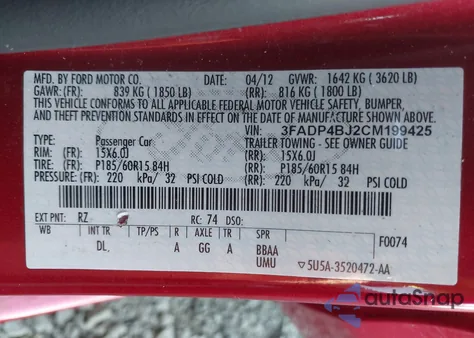 MFD. BY FORD MOTOR CO. DATE: 04/12 GVWR: 1642 KG ( 3620 LB)
GAWR: (FR) 839 KG ( 1850 LB) (RR) 816 KG ( 1800 LB)
THIS VEHICLE CONFORMS TO ALL APPLICABLE FEDERAL MOTOR VEHICLE SAFETY, BUMPER,
AND THEFT PREVENTION STANDARDS IN EFFECT ON THE DATE OF MANUFACTURE SHOWN ABOVE.
VIN: 3FADP4BJ2CM199425
TYPE: Passenger Car TRAILER TOWING - SEE OWNER GUIDE
RIM: (FR) 15X6.0J (RR) :15X6.0J
TIRE: (FR) P185/60R15 84H (RR) :P185/60R15 84H
PRESSURE: (FR) 220 kPa/ 32 PSI COLD (RR) :220 kPa/ 32 PSI COLD
EXT PNT: RZ RC: 74 DSO:
WB INT TR TP/PS R AXLE TR SPR F0074
DL, A GG A BBAA
UMU ▽5U5A-3520472-AA
autoSnap